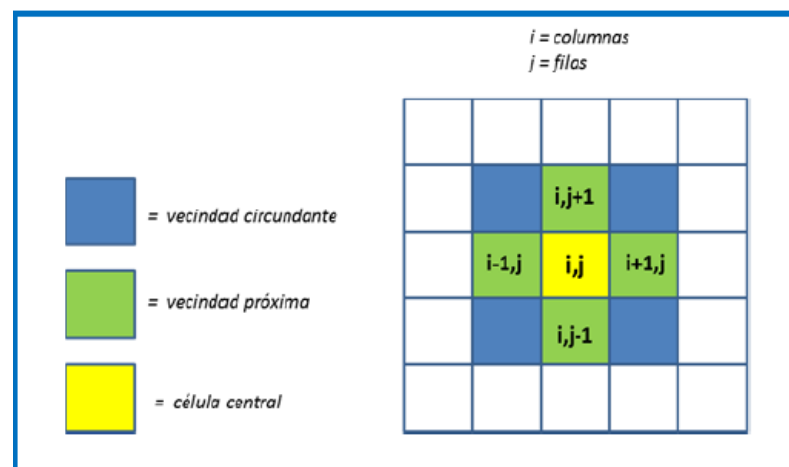 i = columnas
j = filas
= vecindad circundante
= vecindad próxima
= célula central
i,j+1
i-1,j
i,j
i+1,j
i,j-1